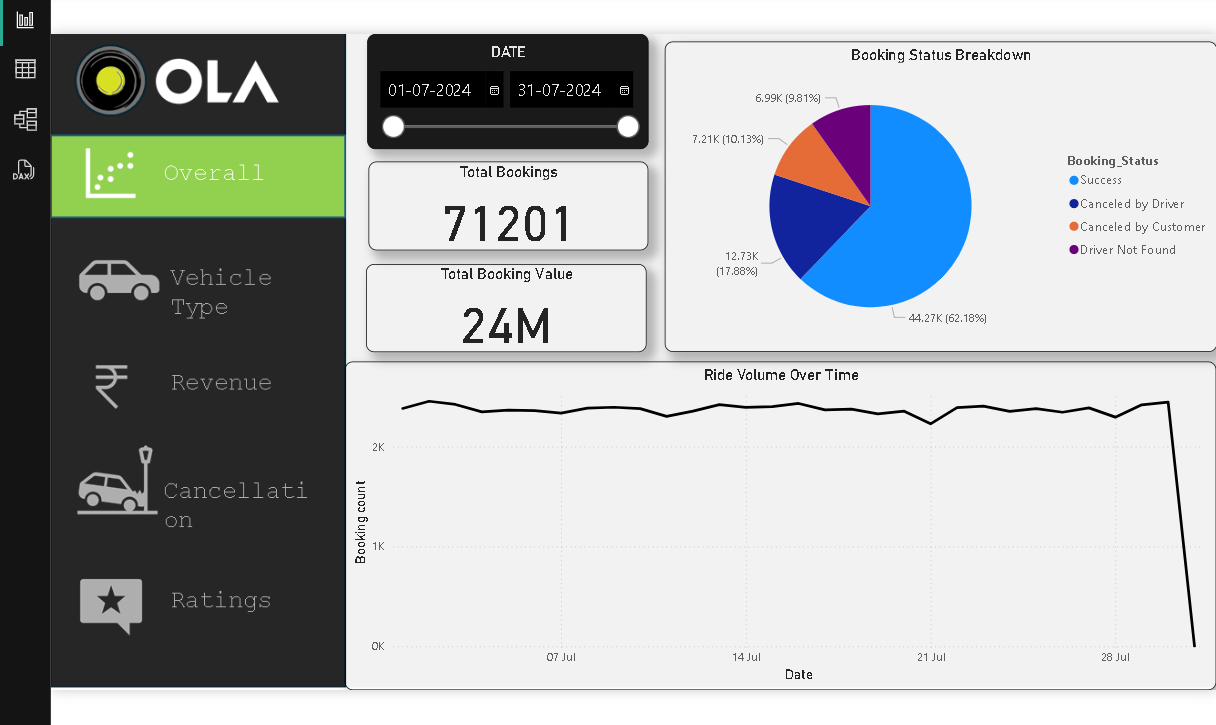 DAX
OLA
Overall
Vehicle
Type
Revenue
Cancellati
on
Ratings
DATE
01-07-2024 31-07-2024
Total Bookings
71201
Total Booking Value
24M
Booking Status Breakdown
6.99K (9.81%)
7.21K (10.13%)
12.73K
(17.88%)
44.27K (62.18%)
Booking_Status
Success
Canceled by Driver
Canceled by Customer
Driver Not Found
Ride Volume Over Time
Booking count
2K
1K
0K
07 Jul 14 Jul 21 Jul 28 Jul
Date